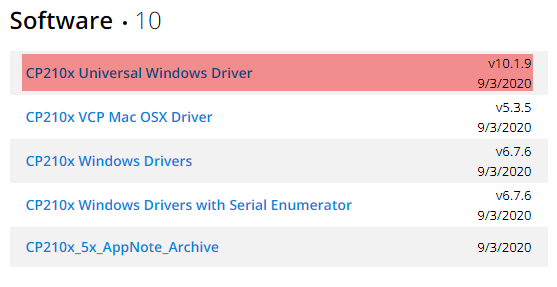 Software • 10
CP210x Universal Windows Driver
v10.1.9
9/3/2020
CP210x VCP Mac OSX Driver
v5.3.5
9/3/2020
CP210x Windows Drivers
v6.7.6
9/3/2020
CP210x Windows Drivers with Serial Enumerator
v6.7.6
9/3/2020
CP210x_5x_AppNote_Archive
9/3/2020